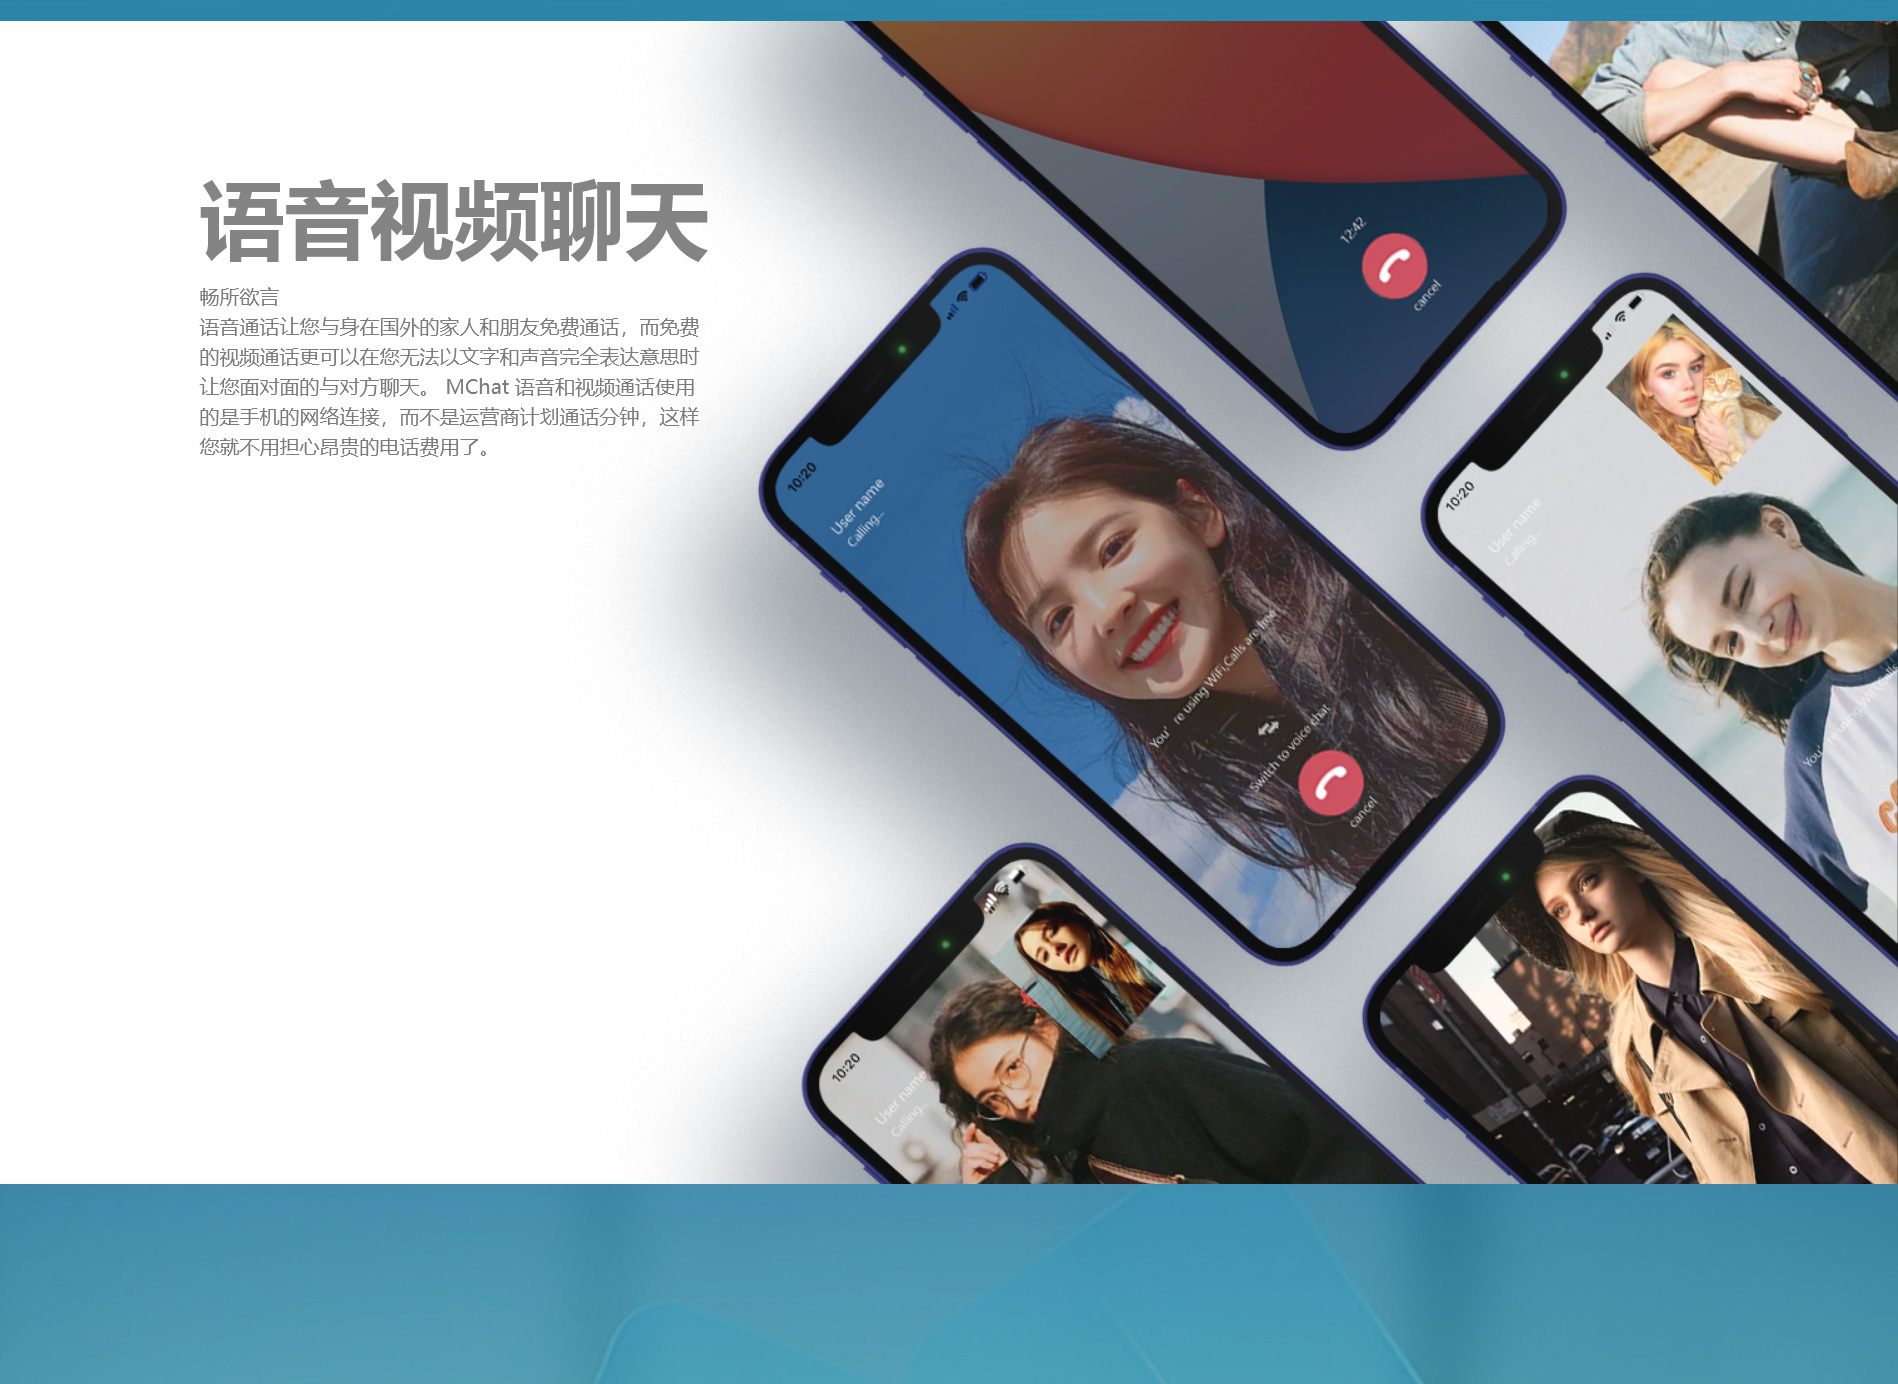 语音视频聊天
畅所欲言
语音通话让您与身在国外的家人和朋友免费通话，而免费
的视频通话更可以在您无法以文字和声音完全表达意思时
让您面对面的与对方聊天。 MChat 语音和视频通话使用
的是手机的网络连接，而不是运营商计划通话分钟，这样
您就不用担心昂贵的电话费用了。
12:42
cancel
10:20
User name
Calling...
You' re using WiFi,Calls are free
Switch to voice chat
cancel
10:20
User name
Calling...
You' re using WiFi,Calls
10:20
User name
Calling...